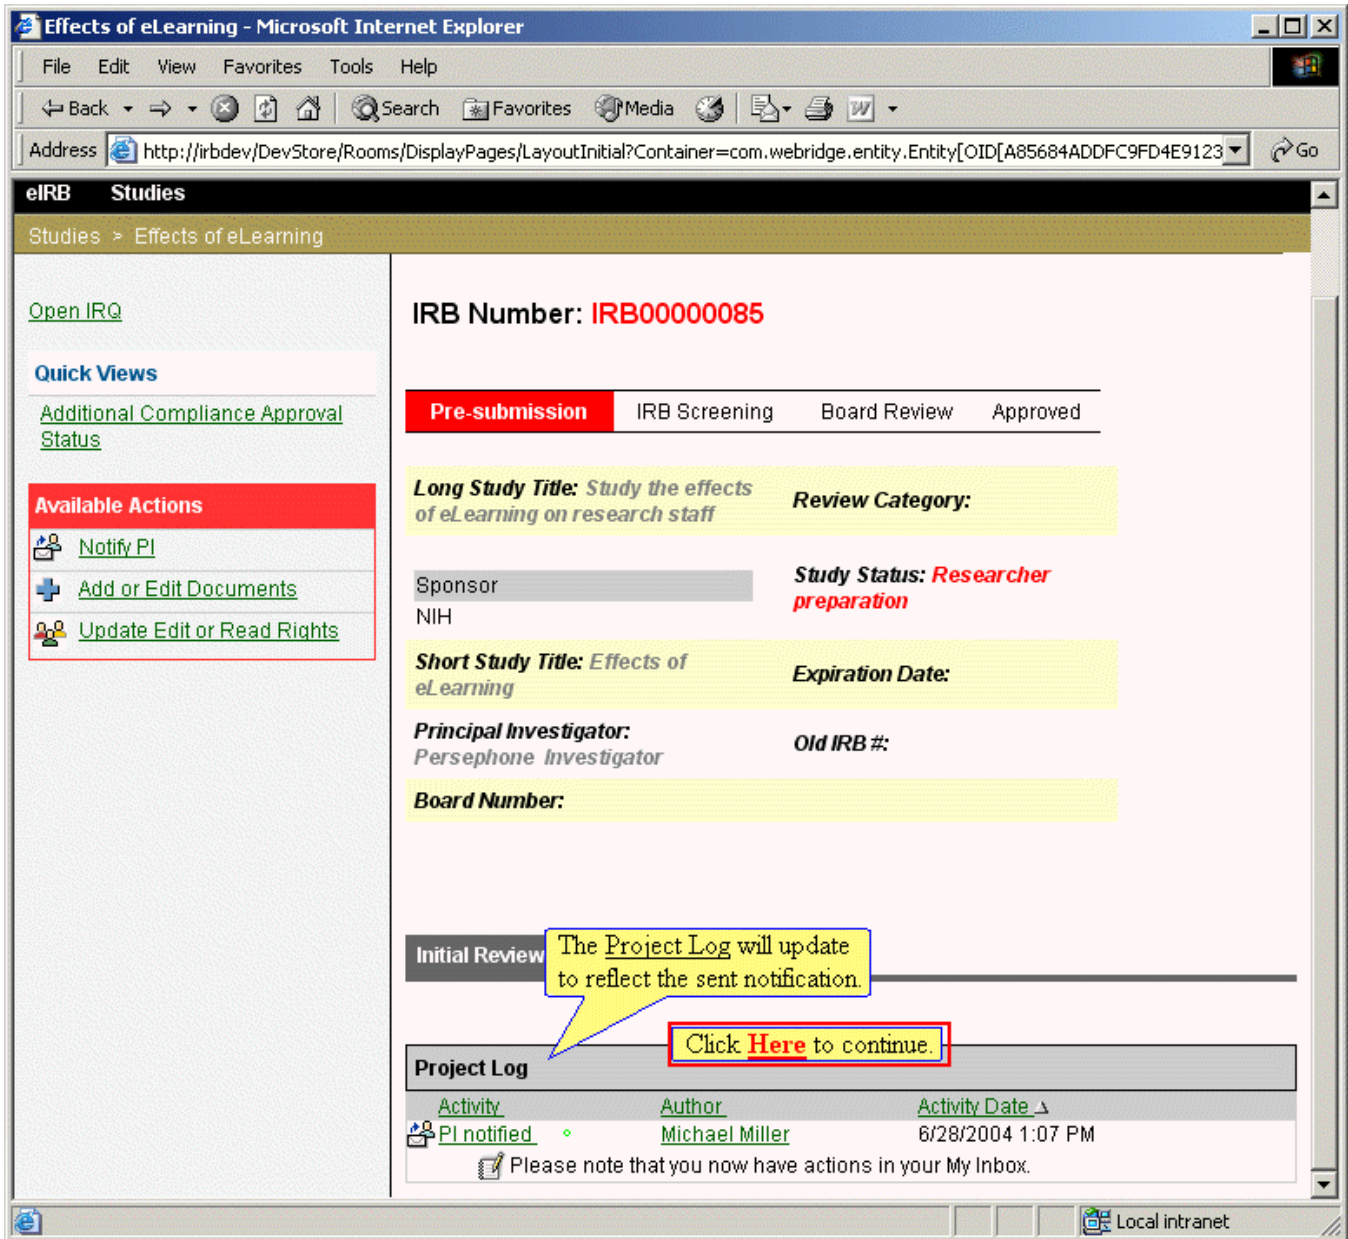 Effects of eLearning - Microsoft Internet Explorer
File Edit View Favorites Tools Help
Back Search Favorites Media
Address http://irbdev/DevStore/Rooms/DisplayPages/LayoutInitial?Container=com.webridge.entity.Entity[OID[A85684ADDFC9FD4E9123 Go
eIRB Studies
Studies > Effects of eLearning
Open IRQ
Quick Views
Additional Compliance Approval
Status
Available Actions
Notify PI
Add or Edit Documents
Update Edit or Read Rights
IRB Number: IRB00000085
Pre-submission IRB Screening Board Review Approved
Long Study Title: Study the effects
of eLearning on research staff
Review Category:
Sponsor
NIH
Study Status: Researcher
preparation
Short Study Title: Effects of
eLearning
Expiration Date:
Principal Investigator:
Persephone Investigator
Old IRB #:
Board Number:
Initial Review
The Project Log will update
to reflect the sent notification.
Click Here to continue.
Project Log
Activity Author Activity Date
PI notified Michael Miller 6/28/2004 1:07 PM
Please note that you now have actions in your My Inbox.
Local intranet